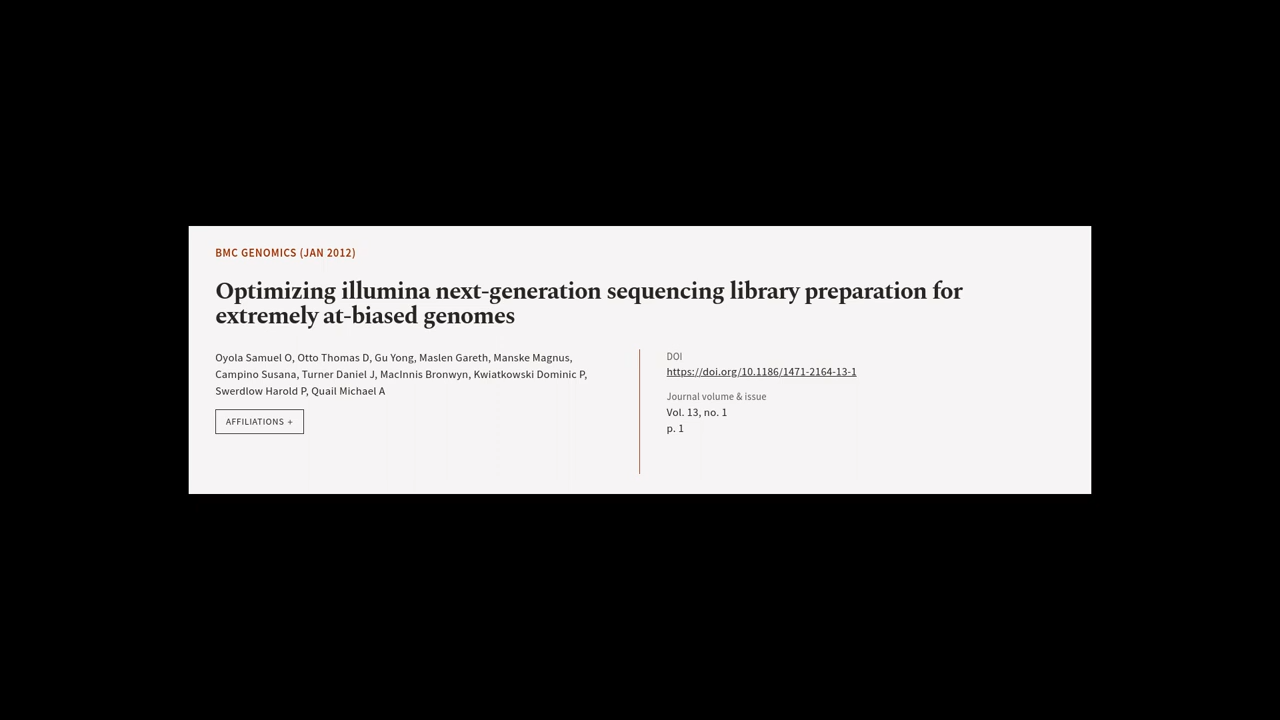 BMC GENOMICS (JAN 2012)
Optimizing illumina next-generation sequencing library preparation for
extremely at-biased genomes
Oyola Samuel O, Otto Thomas D, Gu Yong, Maslen Gareth, Manske Magnus,
Campino Susana, Turner Daniel J, MacInnis Bronwyn, Kwiatkowski Dominic P,
Swerdlow Harold P, Quail Michael A
AFFILIATIONS +
DOI
https://doi.org/10.1186/1471-2164-13-1
Journal volume & issue
Vol. 13, no. 1
p. 1